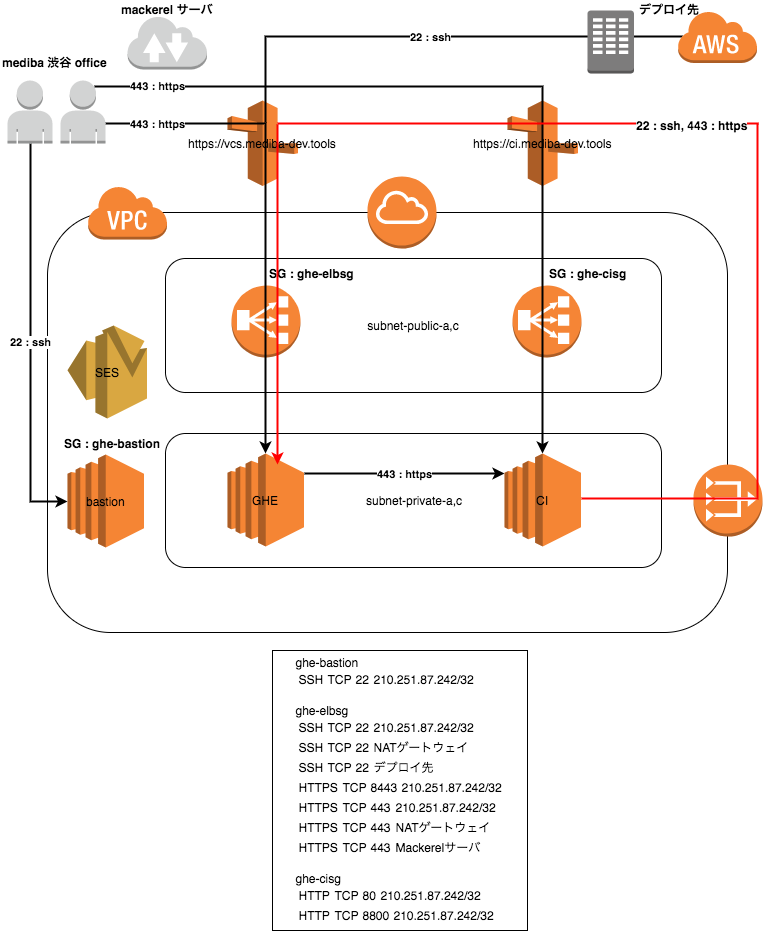 mackerel サーバ
デプロイ先
22 : ssh
AWS
mediba 渋谷 office
443 : https
443 : https
22 : ssh, 443 : https
https://vcs.mediba-dev.tools
https://ci.mediba-dev.tools
VPC
SG : ghe-elbsg
SG : ghe-cisg
subnet-public-a,c
22 : ssh
SES
SG : ghe-bastion
443 : https
bastion
GHE
subnet-private-a,c
CI
ghe-bastion
SSH TCP 22 210.251.87.242/32
ghe-elbsg
SSH TCP 22 210.251.87.242/32
SSH TCP 22 NATゲートウェイ
SSH TCP 22 デプロイ先
HTTPS TCP 8443 210.251.87.242/32
HTTPS TCP 443 210.251.87.242/32
HTTPS TCP 443 NATゲートウェイ
HTTPS TCP 443 Mackerelサーバ
ghe-cisg
HTTP TCP 80 210.251.87.242/32
HTTP TCP 8800 210.251.87.242/32